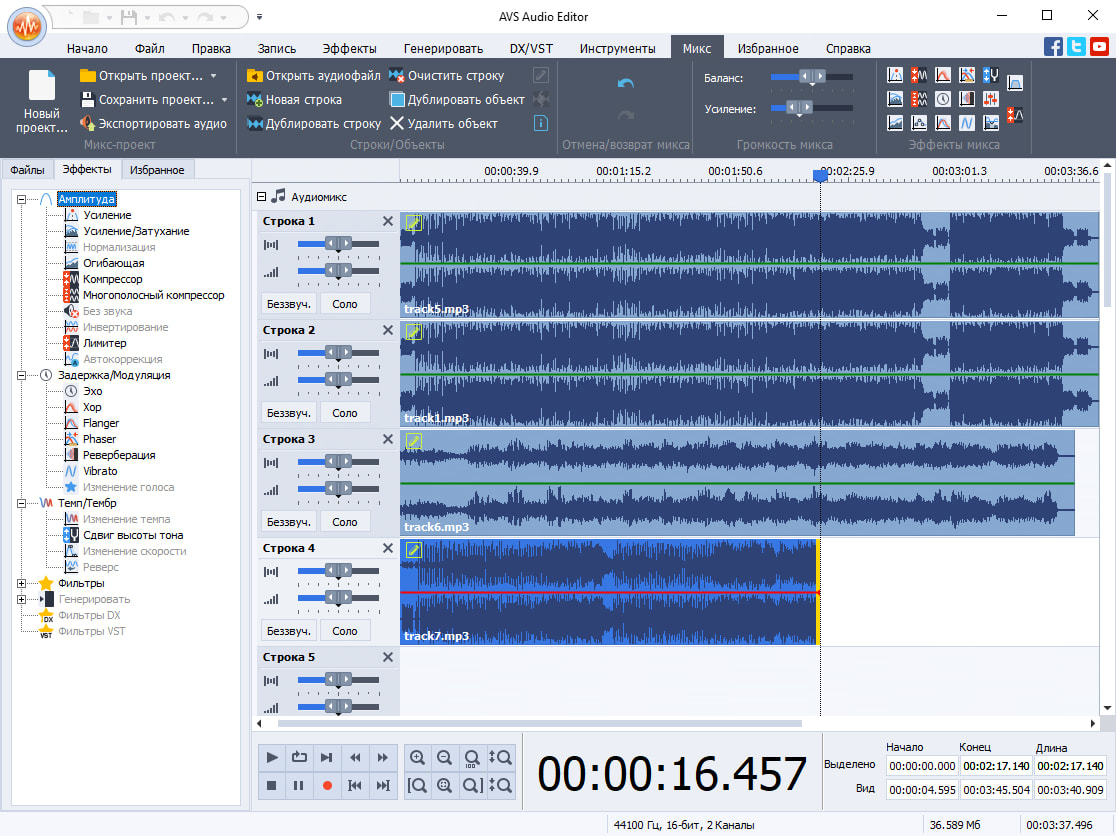 AVS Audio Editor
Начало Файл Правка Запись Эффекты Генерировать DX/VST Инструменты Микс Избранное Справка
Новый проект...
Открыть проект...
Сохранить проект...
Экспортировать аудио
Микс-проект
Открыть аудиофайл
Новая строка
Дублировать строку
Очистить строку
Дублировать объект
Удалить объект
Строки/Объекты
Отмена/возврат микса
Баланс:
Усиление:
Громкость микса
Эффекты микса
Файлы Эффекты Избранное
Амплитуда
Усиление
Усиление/Затухание
Нормализация
Огибающая
Компрессор
Многополосный компрессор
Без звука
Инвертирование
Лимитер
Автокоррекция
Задержка/Модуляция
Эхо
Хор
Flanger
Phaser
Реверберация
Vibrato
Изменение голоса
Темп/Тембр
Изменение темпа
Сдвиг высоты тона
Изменение скорости
Реверс
Фильтры
Генерировать
DX Фильтры DX
VST Фильтры VST
00:00:39.9 00:01:15.2 00:01:50.6 00:02:25.9 00:03:01.3 00:03:36.6
Аудиомикс
Строка 1
Беззвуч. Соло
track5.mp3
Строка 2
Беззвуч. Соло
track1.mp3
Строка 3
Беззвуч. Соло
track6.mp3
Строка 4
Беззвуч. Соло
track7.mp3
Строка 5
100
00:00:16.457
Начало Конец Длина
Выделено 00:00:00.000 00:02:17.140 00:02:17.140
Вид 00:00:04.595 00:03:45.504 00:03:40.909
44100 Гц, 16-бит, 2 Каналы 36.589 Мб 00:03:37.496